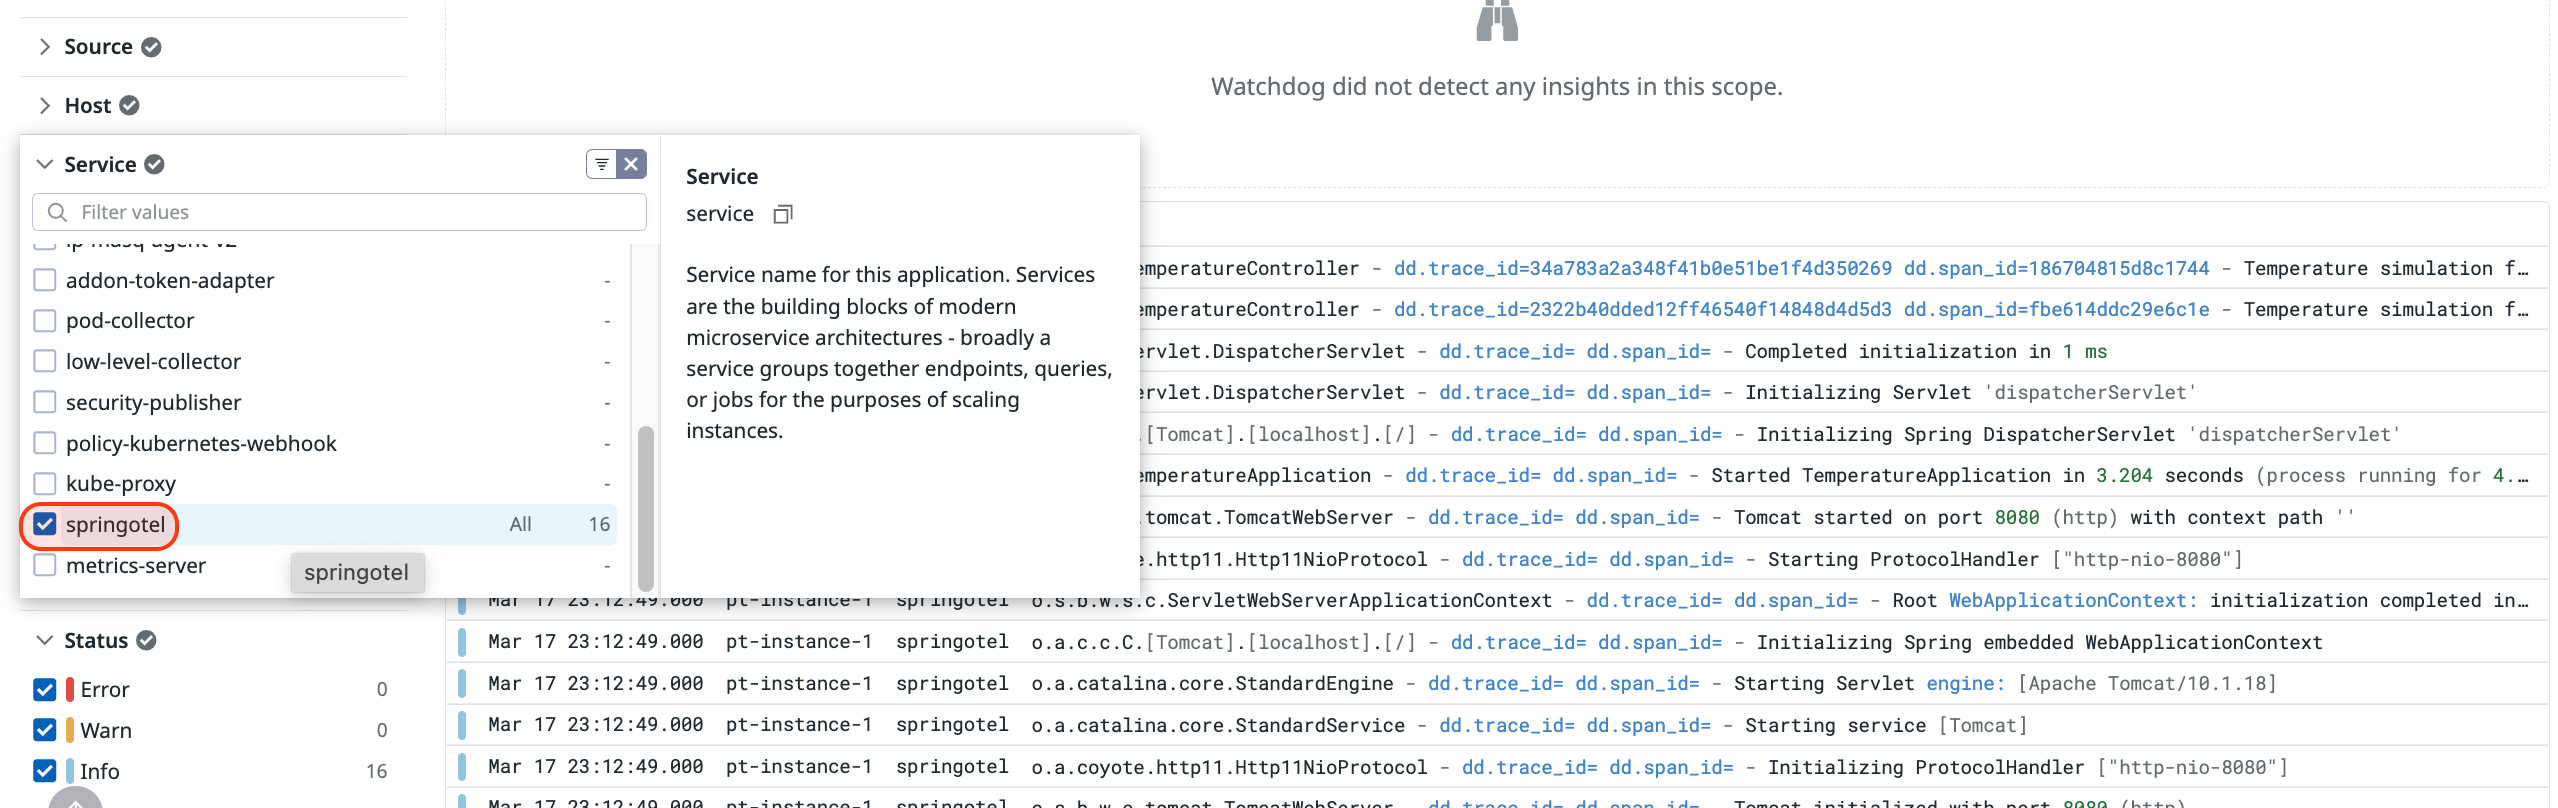 Source
Host
Service
Filter values
ip-masq-agent-v2
addon-token-adapter -
pod-collector -
low-level-collector -
security-publisher -
policy-kubernetes-webhook -
kube-proxy -
springotel All 16
metrics-server -
springotel
Status
Error 0
Warn 0
Info 16
Service
service
Service name for this application. Services
are the building blocks of modern
microservice architectures - broadly a
service groups together endpoints, queries,
or jobs for the purposes of scaling
instances.
Watchdog did not detect any insights in this scope.
emperatureController - dd.trace_id=34a783a2a348f41b0e51be1f4d350269 dd.span_id=186704815d8c1744 - Temperature simulation f…
emperatureController - dd.trace_id=2322b40dded12ff46540f14848d4d5d3 dd.span_id=fbe614ddc29e6c1e - Temperature simulation f…
ervlet.DispatcherServlet - dd.trace_id= dd.span_id= - Completed initialization in 1 ms
ervlet.DispatcherServlet - dd.trace_id= dd.span_id= - Initializing Servlet 'dispatcherServlet'
.[Tomcat].[localhost].[/] - dd.trace_id= dd.span_id= - Initializing Spring DispatcherServlet 'dispatcherServlet'
emperatureApplication - dd.trace_id= dd.span_id= - Started TemperatureApplication in 3.204 seconds (process running for 4.…
.tomcat.TomcatWebServer - dd.trace_id= dd.span_id= - Tomcat started on port 8080 (http) with context path ''
e.http11.Http11NioProtocol - dd.trace_id= dd.span_id= - Starting ProtocolHandler ["http-nio-8080"]
Mar 17 23:12:49.000 pt-instance-1 springotel o.s.b.w.s.c.ServletWebServerApplicationContext - dd.trace_id= dd.span_id= - Root WebApplicationContext: initialization completed in…
Mar 17 23:12:49.000 pt-instance-1 springotel o.a.c.c.C.[Tomcat].[localhost].[/] - dd.trace_id= dd.span_id= - Initializing Spring embedded WebApplicationContext
Mar 17 23:12:49.000 pt-instance-1 springotel o.a.catalina.core.StandardEngine - dd.trace_id= dd.span_id= - Starting Servlet engine: [Apache Tomcat/10.1.18]
Mar 17 23:12:49.000 pt-instance-1 springotel o.a.catalina.core.StandardService - dd.trace_id= dd.span_id= - Starting service [Tomcat]
Mar 17 23:12:49.000 pt-instance-1 springotel o.a.coyote.http11.Http11NioProtocol - dd.trace_id= dd.span_id= - Initializing ProtocolHandler ["http-nio-8080"]
Mar 17 23:12:49.000 pt-instance-1 springotel o.s.b.w.e.tomcat.TomcatWebServer - dd.trace_id= dd.span_id= - Tomcat initialized with port 8080 (http)